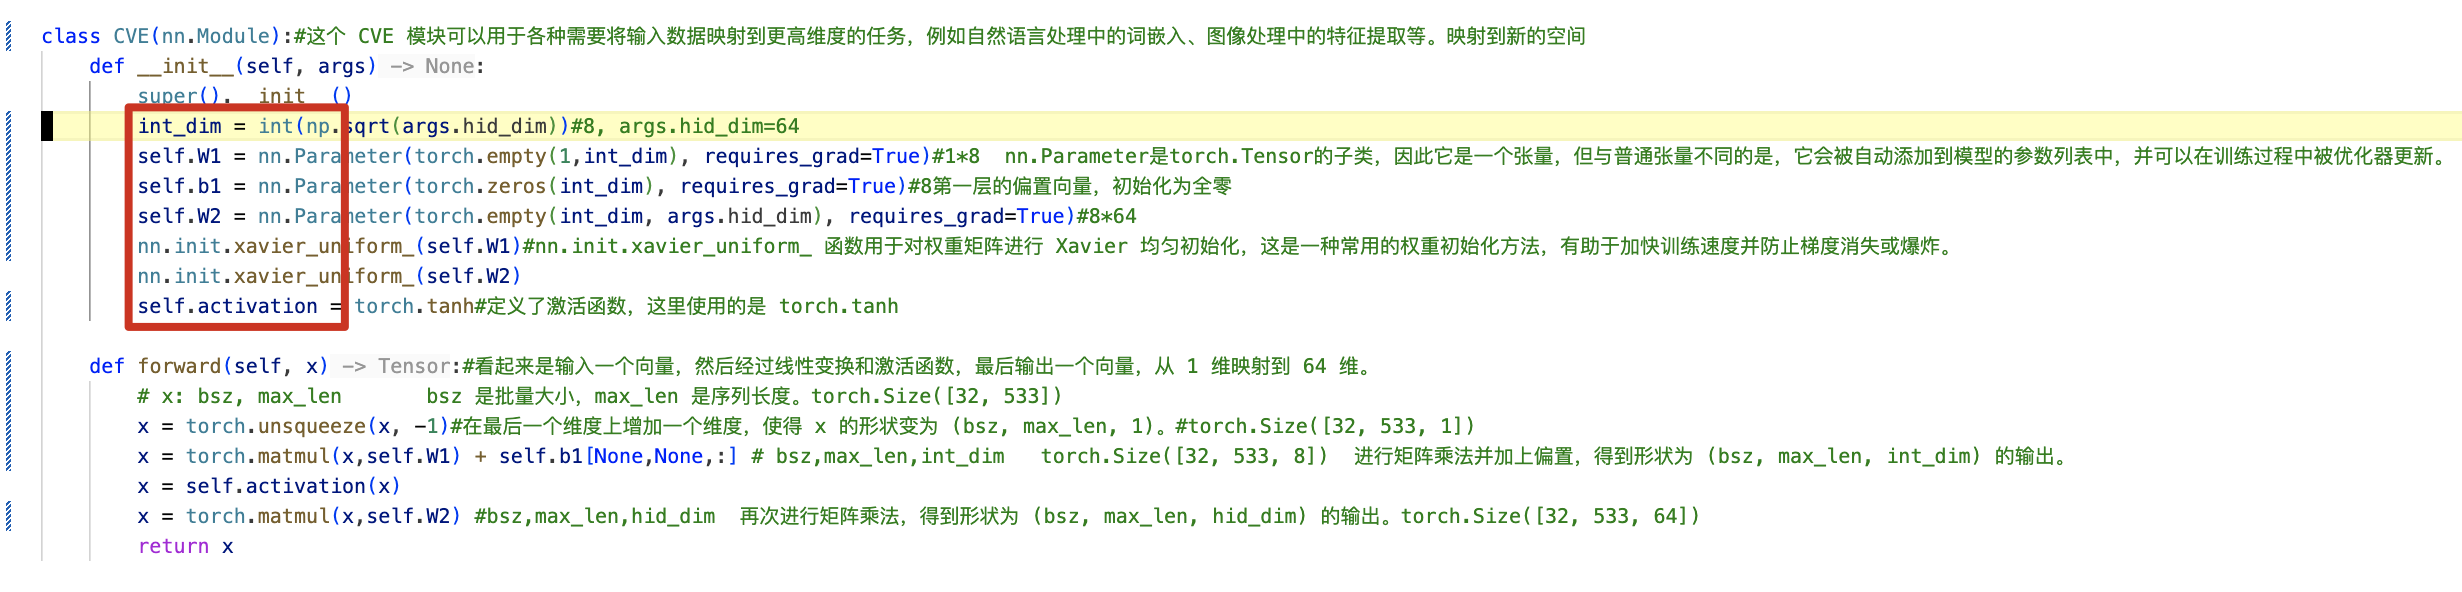 class CVE(nn.Module):#这个 CVE 模块可以用于各种需要将输入数据映射到更高维度的任务，例如自然语言处理中的词嵌入、图像处理中的特征提取等。映射到新的空间
def __init__(self, args) -> None:
super().__init__()
int_dim = int(np.sqrt(args.hid_dim))#8, args.hid_dim=64
self.W1 = nn.Parameter(torch.empty(1,int_dim), requires_grad=True)#1*8  nn.Parameter是torch.Tensor的子类，因此它是一个张量，但与普通张量不同的是，它会被自动添加到模型的参数列表中，并可以在训练过程中被优化器更新。
self.b1 = nn.Parameter(torch.zeros(int_dim), requires_grad=True)#8第一层的偏置向量，初始化为全零
self.W2 = nn.Parameter(torch.empty(int_dim, args.hid_dim), requires_grad=True)#8*64
nn.init.xavier_uniform_(self.W1)#nn.init.xavier_uniform_ 函数用于对权重矩阵进行 Xavier 均匀初始化，这是一种常用的权重初始化方法，有助于加快训练速度并防止梯度消失或爆炸。
nn.init.xavier_uniform_(self.W2)
self.activation = torch.tanh#定义了激活函数，这里使用的是 torch.tanh
def forward(self, x) -> Tensor:#看起来是输入一个向量，然后经过线性变换和激活函数，最后输出一个向量，从 1 维映射到 64 维。
# x: bsz, max_len       bsz 是批量大小，max_len 是序列长度。torch.Size([32, 533])
x = torch.unsqueeze(x, -1)#在最后一个维度上增加一个维度，使得 x 的形状变为 (bsz, max_len, 1)。#torch.Size([32, 533, 1])
x = torch.matmul(x,self.W1) + self.b1[None,None,:] # bsz,max_len,int_dim   torch.Size([32, 533, 8])  进行矩阵乘法并加上偏置，得到形状为 (bsz, max_len, int_dim) 的输出。
x = self.activation(x)
x = torch.matmul(x,self.W2) #bsz,max_len,hid_dim  再次进行矩阵乘法，得到形状为 (bsz, max_len, hid_dim) 的输出。torch.Size([32, 533, 64])
return x